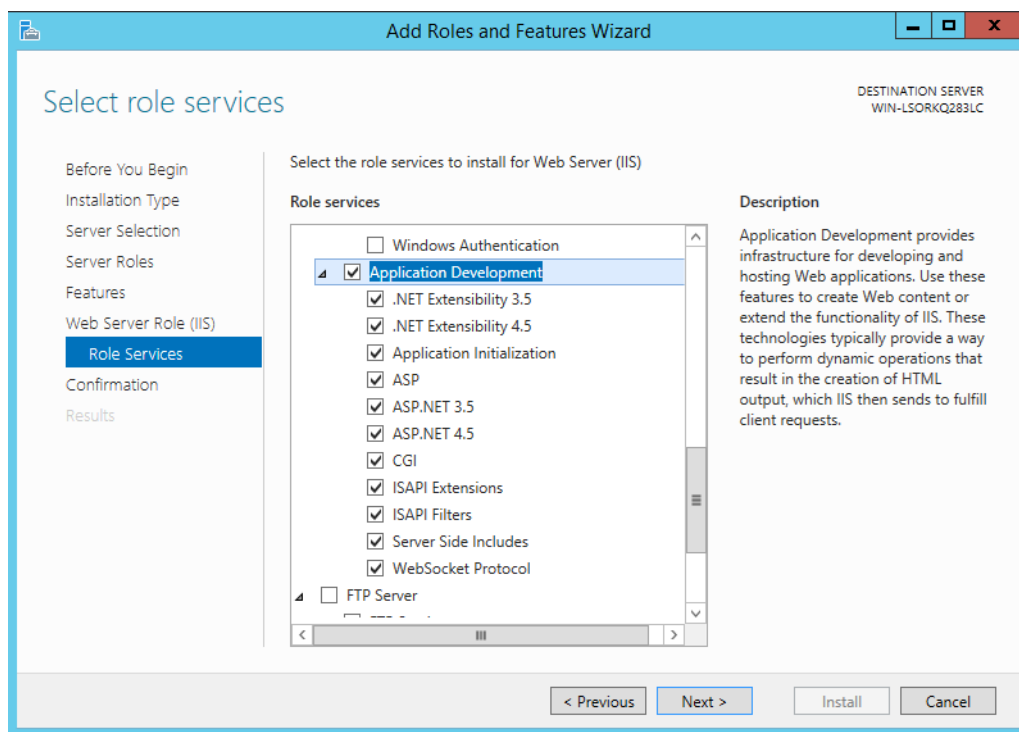 Add Roles and Features Wizard
Select role services
DESTINATION SERVER
WIN-LSORKQ283LC
Before You Begin
Installation Type
Server Selection
Server Roles
Features
Web Server Role (IIS)
Role Services
Confirmation
Results
Select the role services to install for Web Server (IIS)
Role services
Windows Authentication
Application Development
.NET Extensibility 3.5
.NET Extensibility 4.5
Application Initialization
ASP
ASP.NET 3.5
ASP.NET 4.5
CGI
ISAPI Extensions
ISAPI Filters
Server Side Includes
WebSocket Protocol
FTP Server
Description
Application Development provides
infrastructure for developing and
hosting Web applications. Use these
features to create Web content or
extend the functionality of IIS. These
technologies typically provide a way
to perform dynamic operations that
result in the creation of HTML
output, which IIS then sends to fulfill
client requests.
< Previous
Next >
Install
Cancel